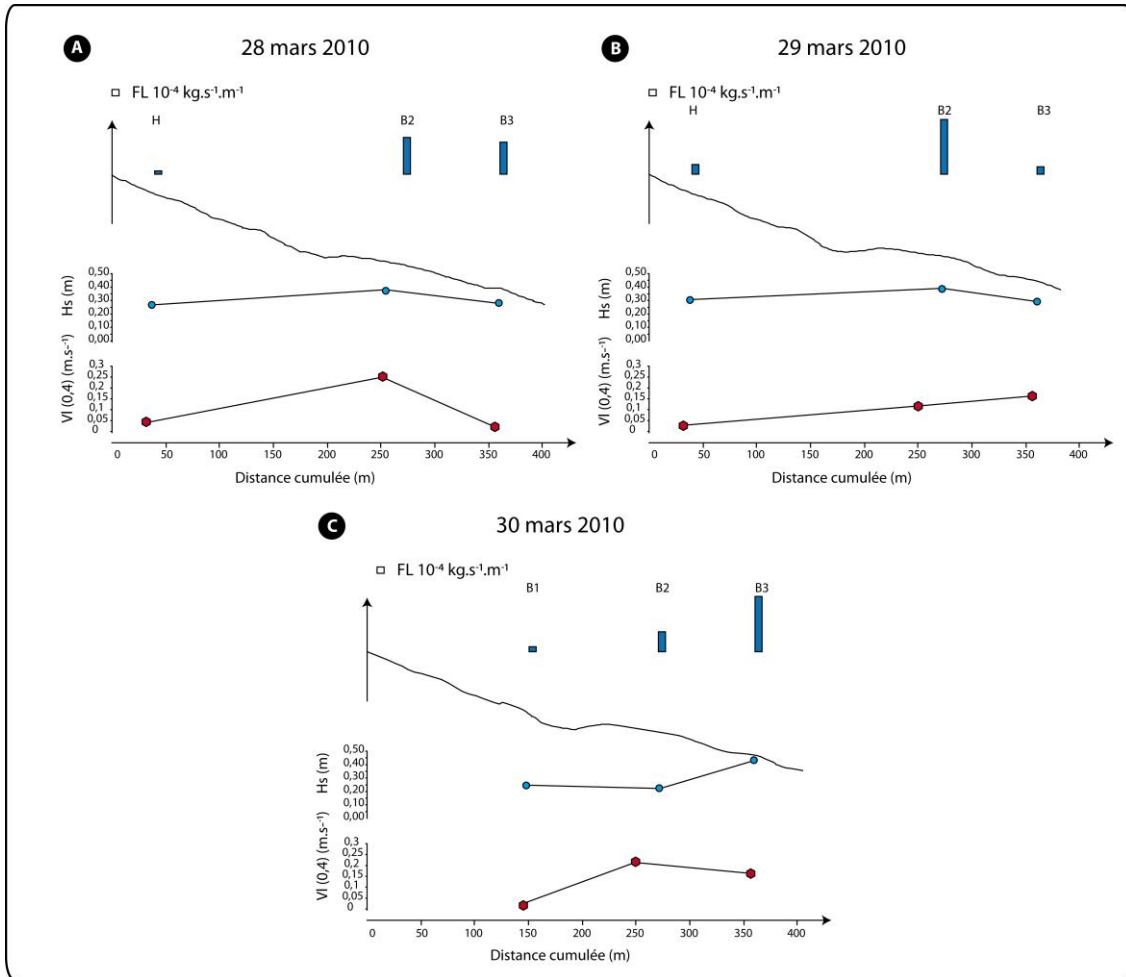 A 28 mars 2010
□ FL 10⁻⁴ kg.s⁻¹.m⁻¹
H B2 B3
Hs (m)
0,50
0,40
0,30
0,20
0,10
0,00
Vl (0,4) (m.s⁻¹)
0,3
0,25
0,2
0,15
0,1
0,05
0
0 50 100 150 200 250 300 350 400
Distance cumulée (m)
B 29 mars 2010
□ FL 10⁻⁴ kg.s⁻¹.m⁻¹
H B2 B3
Hs (m)
0,50
0,40
0,30
0,20
0,10
0,00
Vl (0,4) (m.s⁻¹)
0,3
0,25
0,2
0,15
0,1
0,05
0
0 50 100 150 200 250 300 350 400
Distance cumulée (m)
C 30 mars 2010
□ FL 10⁻⁴ kg.s⁻¹.m⁻¹
B1 B2 B3
Hs (m)
0,50
0,40
0,30
0,20
0,10
0,00
Vl (0,4) (m.s⁻¹)
0,3
0,25
0,2
0,15
0,1
0,05
0
0 50 100 150 200 250 300 350 400
Distance cumulée (m)